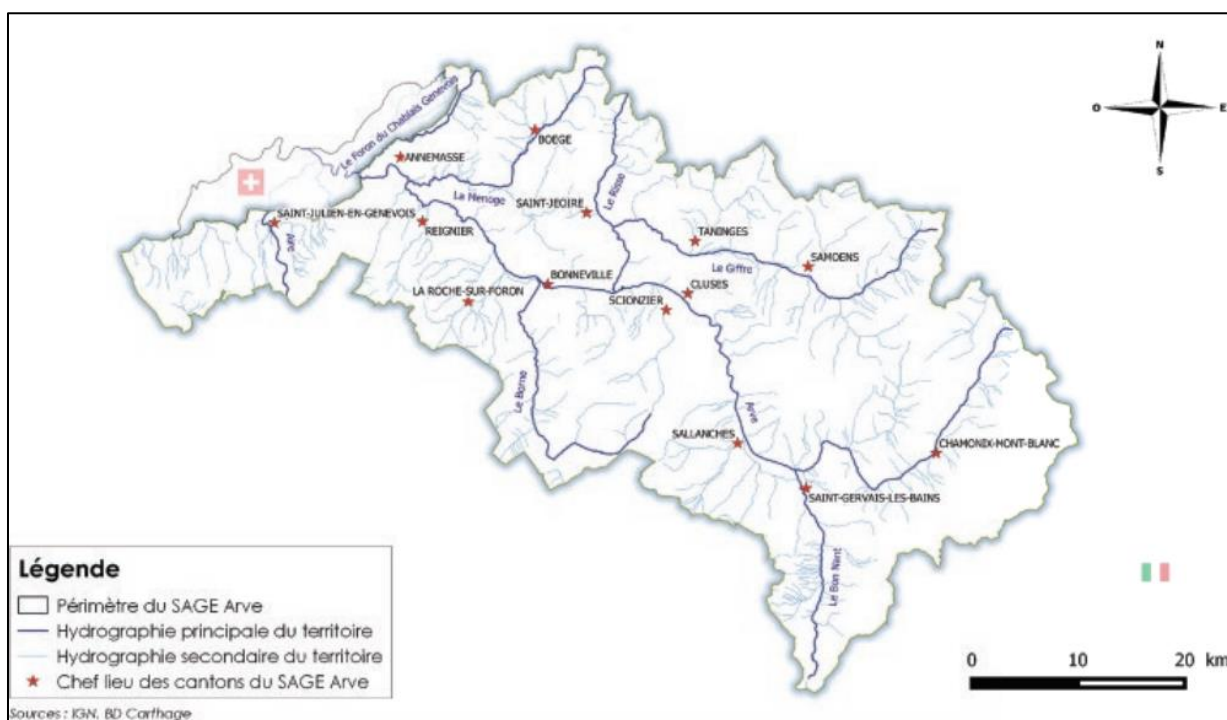 N
O
E
S
Le Foron du Chablais Genevois
BOEGE
ANNEMASSE
La Menoge
Le Risse
SAINT-JEOIRE
SAINT-JULIEN-EN-GENEVOIS
REIGNIER
Aire
TANINGES
SAMOENS
Le Giffre
BONNEVILLE
CLUSES
LA ROCHE-SUR-FORON
SCIONZIER
Le Borne
Arve
SALLANCHES
CHAMONIX-MONT-BLANC
SAINT-GERVAIS-LES-BAINS
Le Bon Nant
Légende
Périmètre du SAGE Arve
Hydrographie principale du territoire
Hydrographie secondaire du territoire
Chef lieu des cantons du SAGE Arve
0 10 20 km
Sources : IGN, BD Carthage